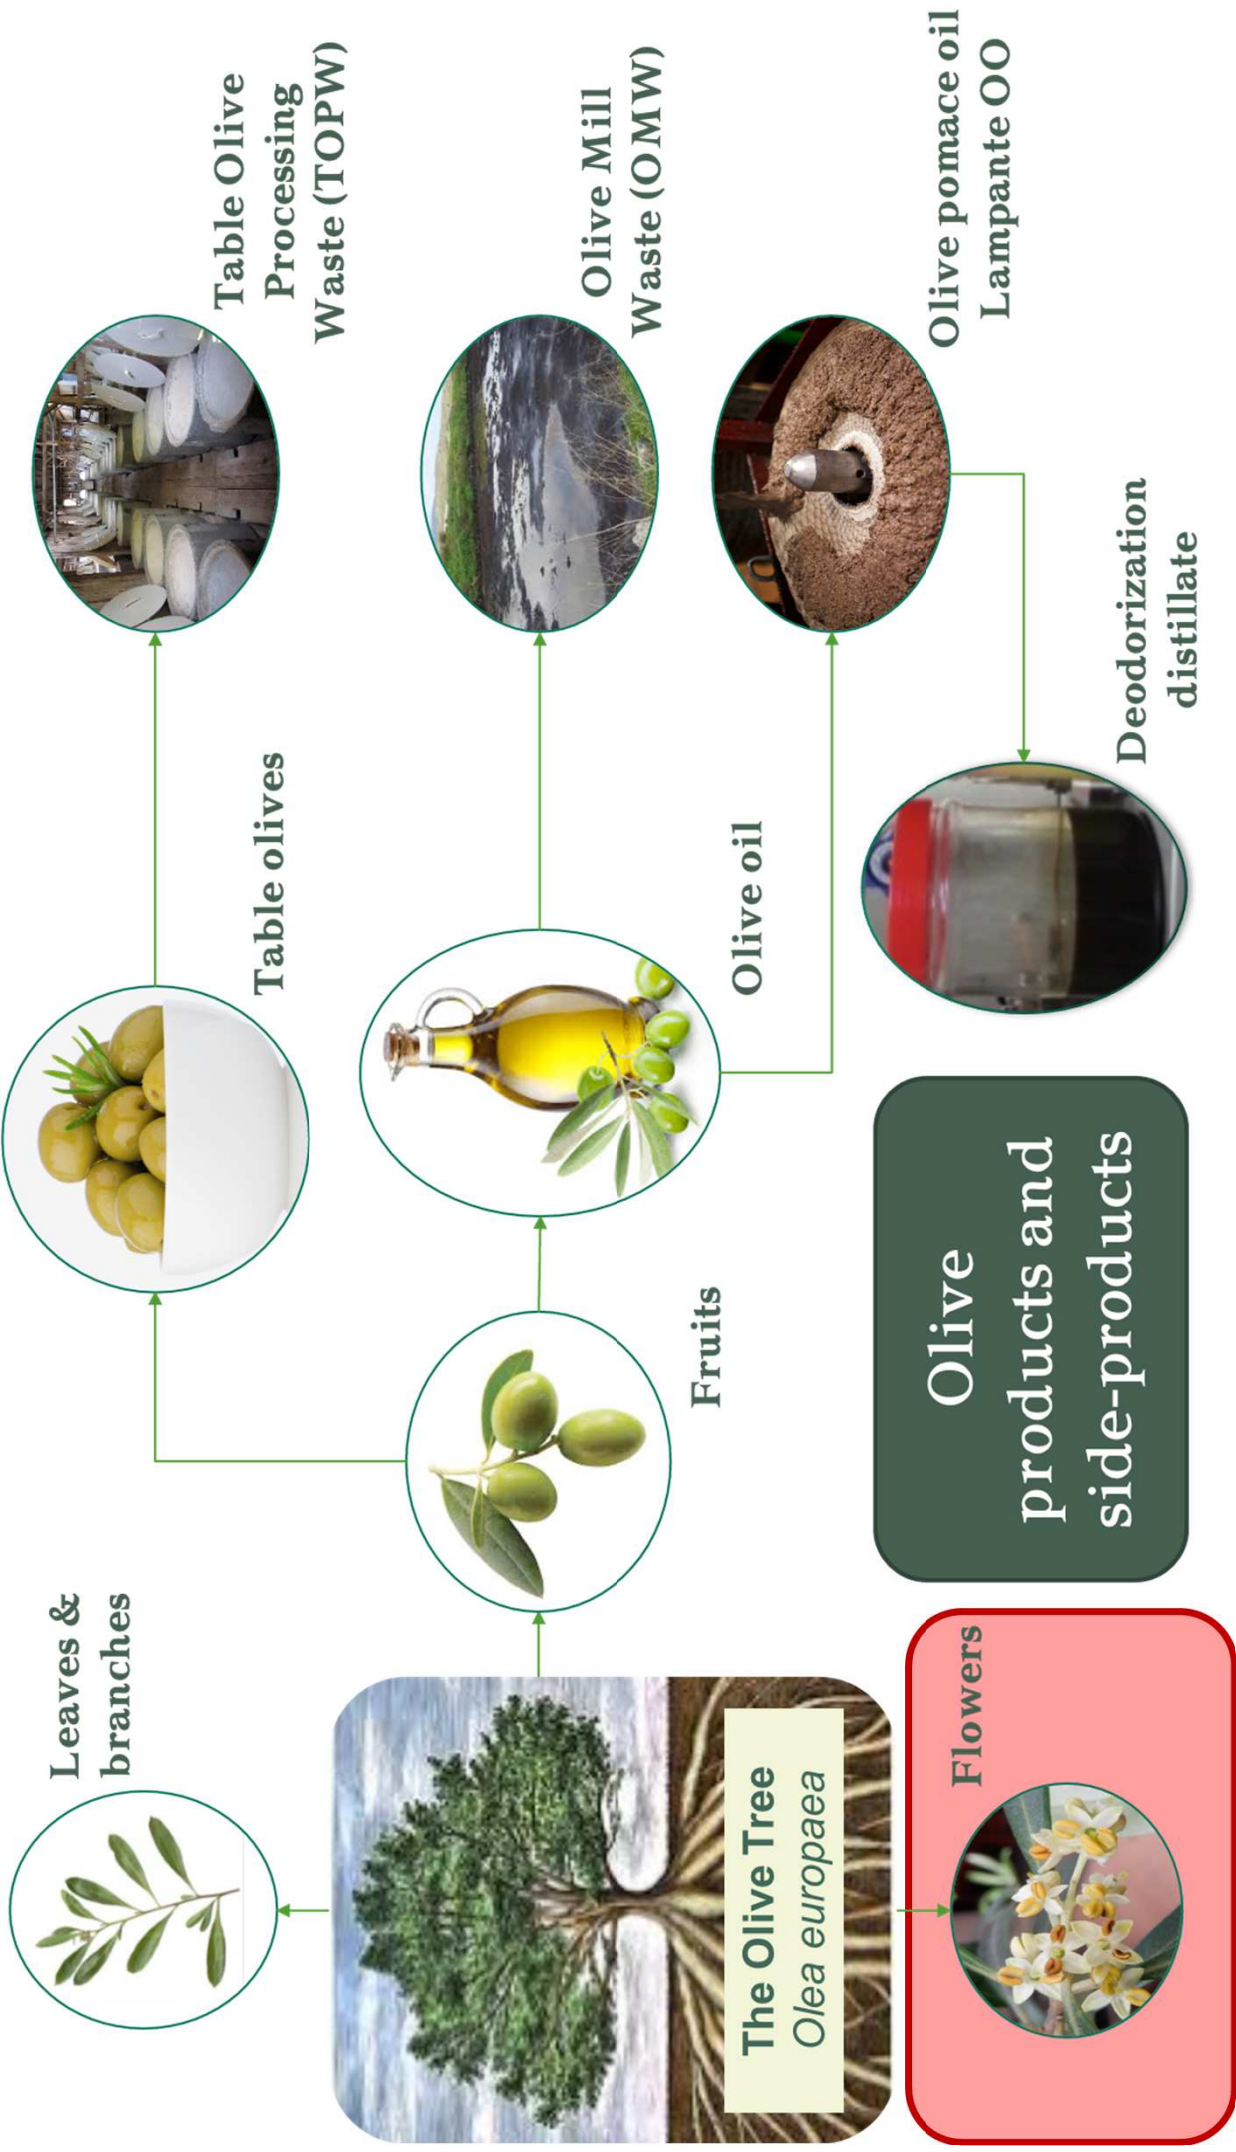 Leaves &
branches
The Olive Tree
Olea europaea
Flowers
Fruits
Table olives
Olive oil
Table Olive
Processing
Waste (TOPW)
Olive Mill
Waste (OMW)
Olive pomace oil
Lampante OO
Deodorization
distillate
Olive
products and
side-products